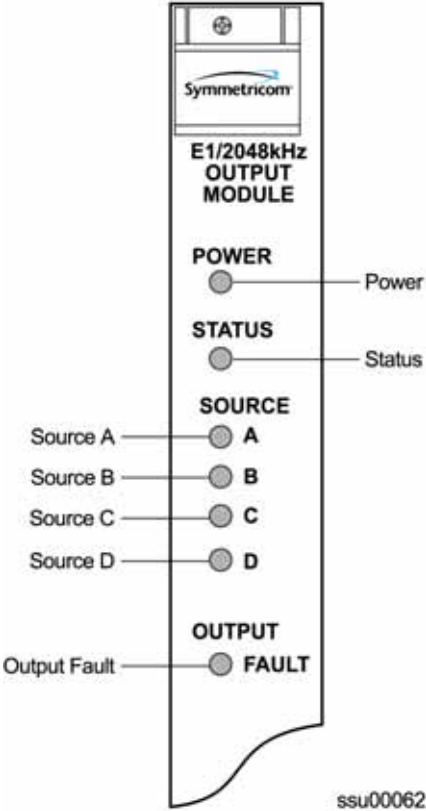 Symmetricom
E1/2048kHz
OUTPUT
MODULE
POWER
Power
STATUS
Status
SOURCE
Source A A
Source B B
Source C C
Source D D
OUTPUT
Output Fault FAULT
ssu00062